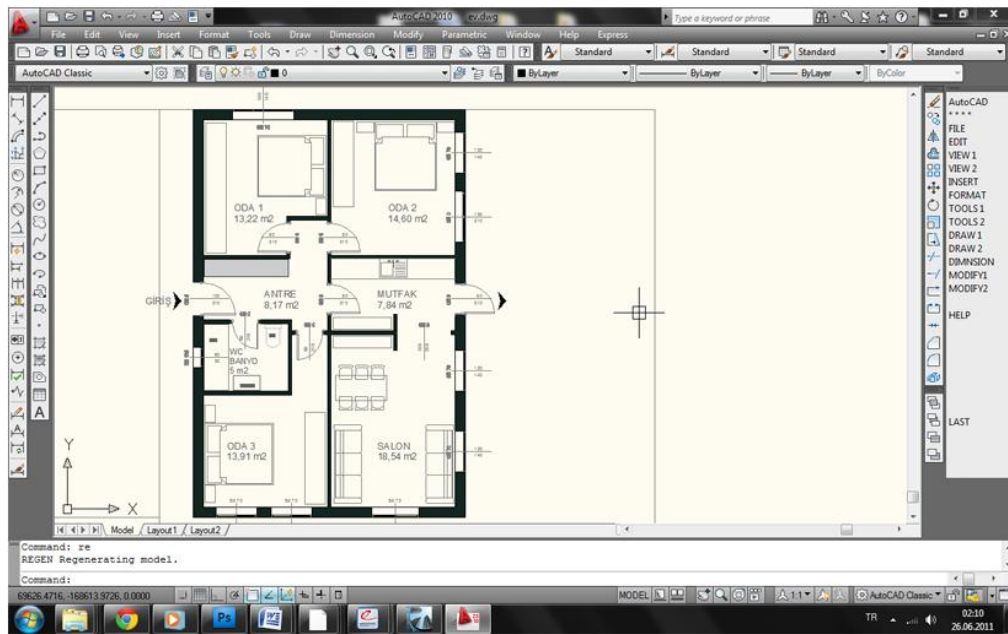 AutoCAD 2010 ev.dwg
Type a keyword or phrase
File Edit View Insert Format Tools Draw Dimension Modify Parametric Window Help Express
Standard Standard Standard Standard
AutoCAD Classic 0 ByLayer ByLayer ByLayer ByColor
AutoCAD
* * * *
FILE
EDIT
VIEW 1
VIEW 2
INSERT
FORMAT
TOOLS 1
TOOLS 2
DRAW 1
DRAW 2
DIMNSION
MODIFY1
MODIFY2
HELP
LAST
ODA 1
13,22 m2
ODA 2
14,60 m2
GİRİŞ
ANTRE
8,17 m2
MUTFAK
7,84 m2
WC
BANYO
5 m2
ODA 3
13,91 m2
SALON
18,54 m2
Y
X
Model Layout1 Layout2
Command: re
REGEN Regenerating model.
Command:
69626.4716, -168613.9726, 0.0000
MODEL
1:1
AutoCAD Classic
TR
02:10
26.06.2011